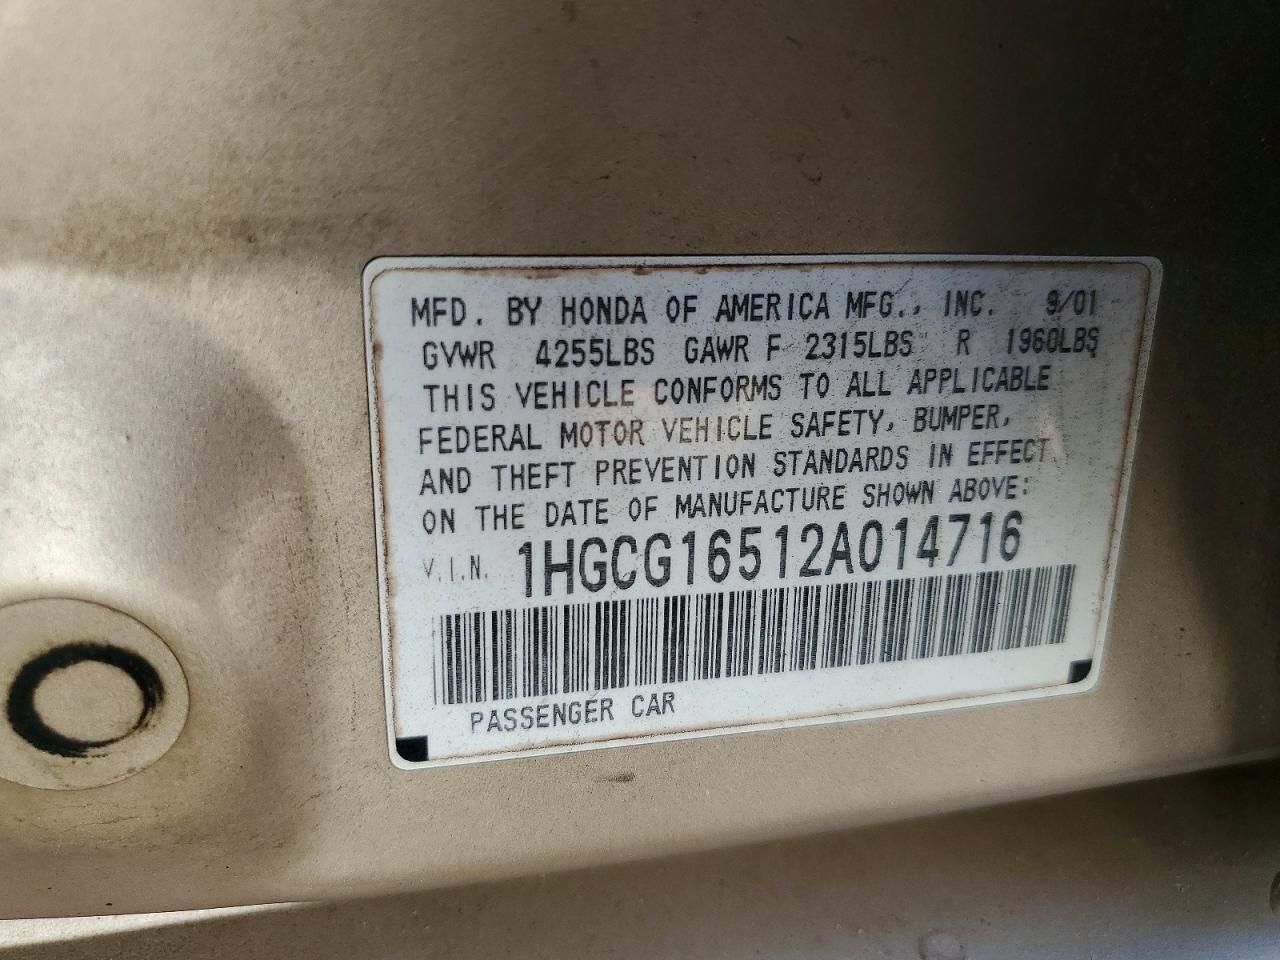 MFD. BY HONDA OF AMERICA MFG., INC. 9/01
GVWR 4255LBS GAWR F 2315LBS R 1960LBS
THIS VEHICLE CONFORMS TO ALL APPLICABLE
FEDERAL MOTOR VEHICLE SAFETY, BUMPER,
AND THEFT PREVENTION STANDARDS IN EFFECT
ON THE DATE OF MANUFACTURE SHOWN ABOVE:
V.I.N. 1HGCG16512A014716
PASSENGER CAR